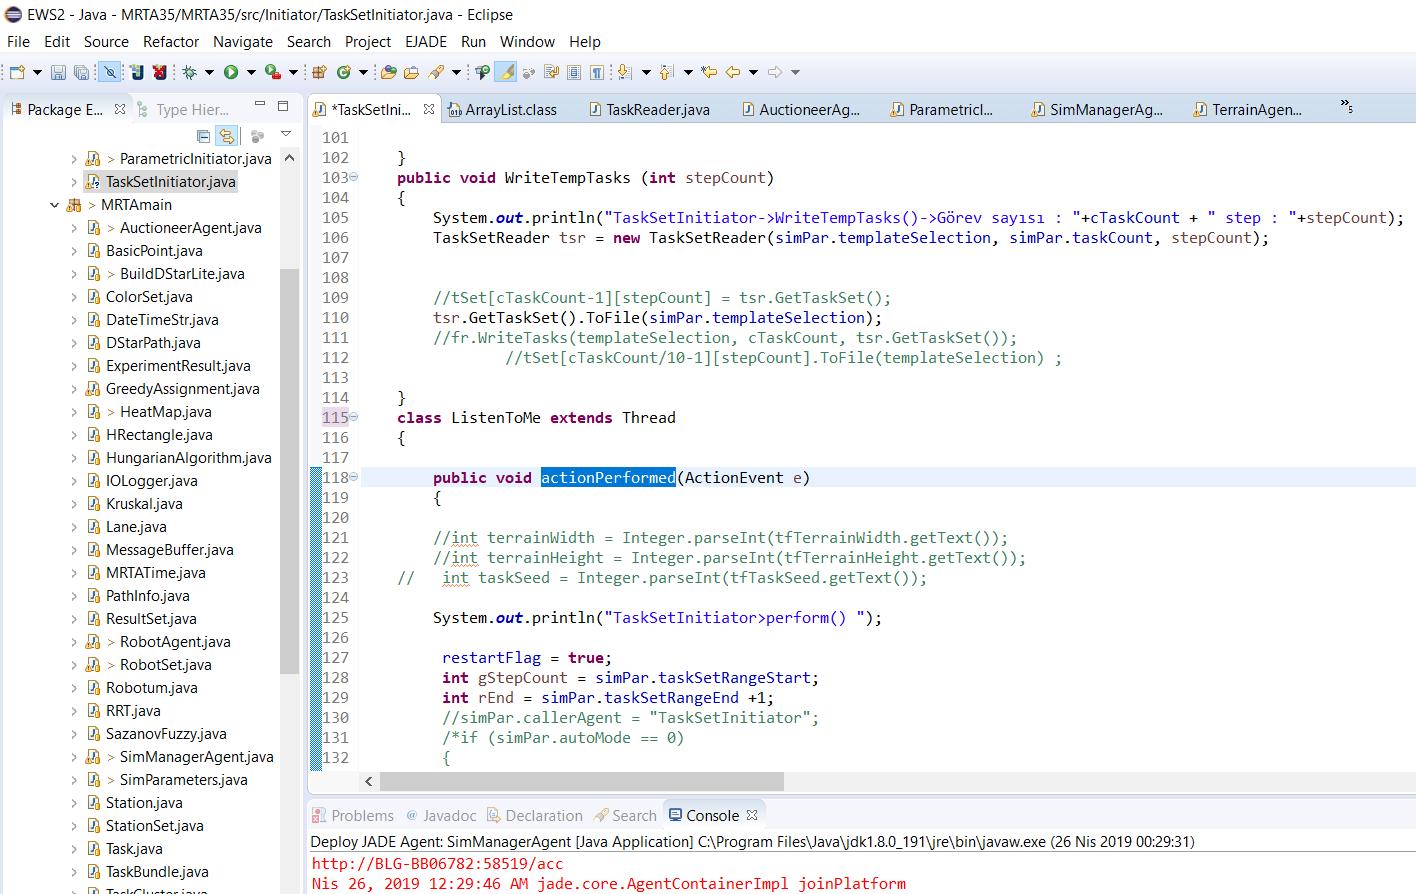 EWS2 - Java - MRTA35/MRTA35/src/Initiator/TaskSetInitiator.java - Eclipse
File Edit Source Refactor Navigate Search Project EJADE Run Window Help
Package E... Type Hier...
ParametricInitiator.java
TaskSetInitiator.java
MRTAmain
AuctioneerAgent.java
BasicPoint.java
BuildDStarLite.java
ColorSet.java
DateTimeStr.java
DStarPath.java
ExperimentResult.java
GreedyAssignment.java
HeatMap.java
HRectangle.java
HungarianAlgorithm.java
IOLogger.java
Kruskal.java
Lane.java
MessageBuffer.java
MRTATime.java
PathInfo.java
ResultSet.java
RobotAgent.java
RobotSet.java
Robotum.java
RRT.java
SazanovFuzzy.java
SimManagerAgent.java
SimParameters.java
Station.java
StationSet.java
Task.java
TaskBundle.java
TaskCluster.java
*TaskSetIni... ArrayList.class TaskReader.java AuctioneerAg... ParametricI... SimManagerAg... TerrainAgen... »5
101
102 }
103 public void WriteTempTasks (int stepCount)
104 {
105 System.out.println("TaskSetInitiator->WriteTempTasks()->Görev sayısı : "+cTaskCount + " step : "+stepCount);
106 TaskSetReader tsr = new TaskSetReader(simPar.templateSelection, simPar.taskCount, stepCount);
107
108
109 //tSet[cTaskCount-1][stepCount] = tsr.GetTaskSet();
110 tsr.GetTaskSet().ToFile(simPar.templateSelection);
111 //fr.WriteTasks(templateSelection, cTaskCount, tsr.GetTaskSet());
112 //tSet[cTaskCount/10-1][stepCount].ToFile(templateSelection) ;
113
114 }
115 class ListenToMe extends Thread
116 {
117
118 public void actionPerformed(ActionEvent e)
119 {
120
121 //int terrainWidth = Integer.parseInt(tfTerrainWidth.getText());
122 //int terrainHeight = Integer.parseInt(tfTerrainHeight.getText());
123 // int taskSeed = Integer.parseInt(tfTaskSeed.getText());
124
125 System.out.println("TaskSetInitiator>perform() ");
126
127 restartFlag = true;
128 int gStepCount = simPar.taskSetRangeStart;
129 int rEnd = simPar.taskSetRangeEnd +1;
130 //simPar.callerAgent = "TaskSetInitiator";
131 /*if (simPar.autoMode == 0)
132 {
Problems @ Javadoc Declaration Search Console
Deploy JADE Agent: SimManagerAgent [Java Application] C:\Program Files\Java\jdk1.8.0_191\jre\bin\javaw.exe (26 Nis 2019 00:29:31)
http://BLG-BB06782:58519/acc
Nis 26, 2019 12:29:46 AM jade.core.AgentContainerImpl joinPlatform